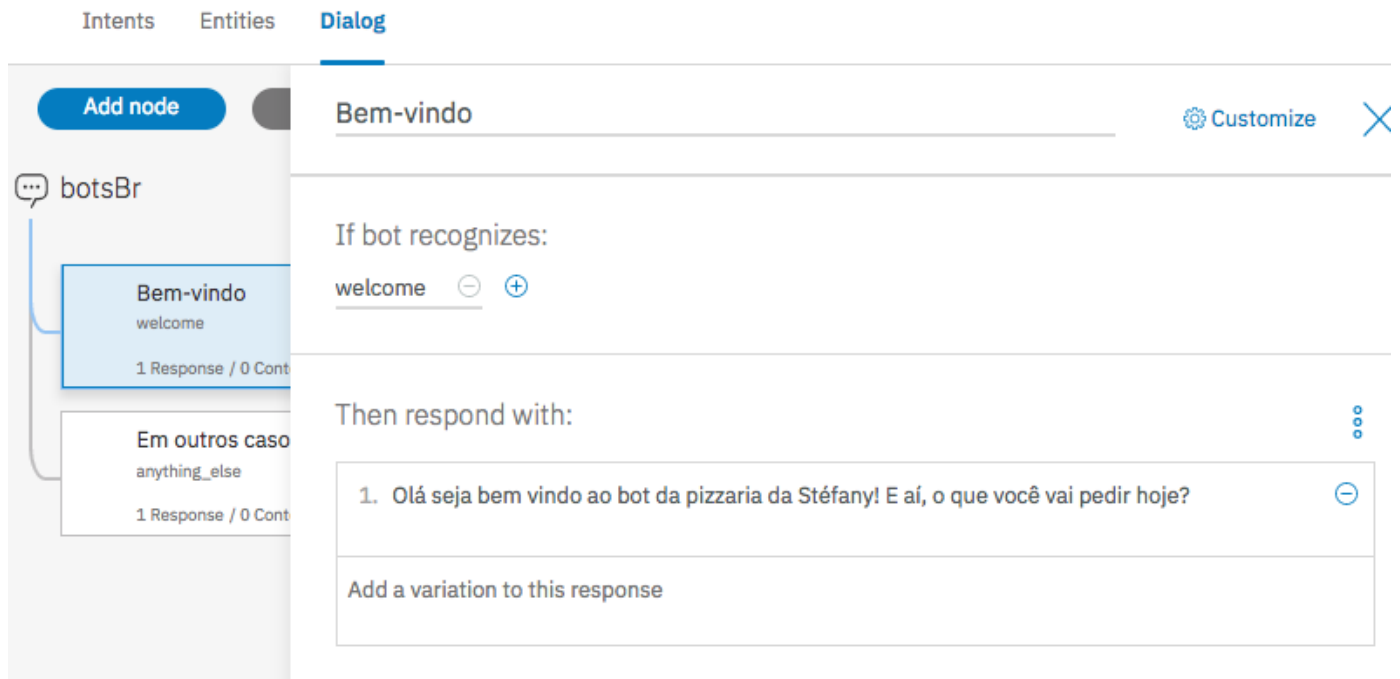 Intents Entities Dialog
Add node
botsBr
Bem-vindo
welcome
1 Response / 0 Cont
Em outros caso
anything_else
1 Response / 0 Cont
Bem-vindo
Customize
If bot recognizes:
welcome
Then respond with:
1. Olá seja bem vindo ao bot da pizzaria da Stéfany! E aí, o que você vai pedir hoje?
Add a variation to this response